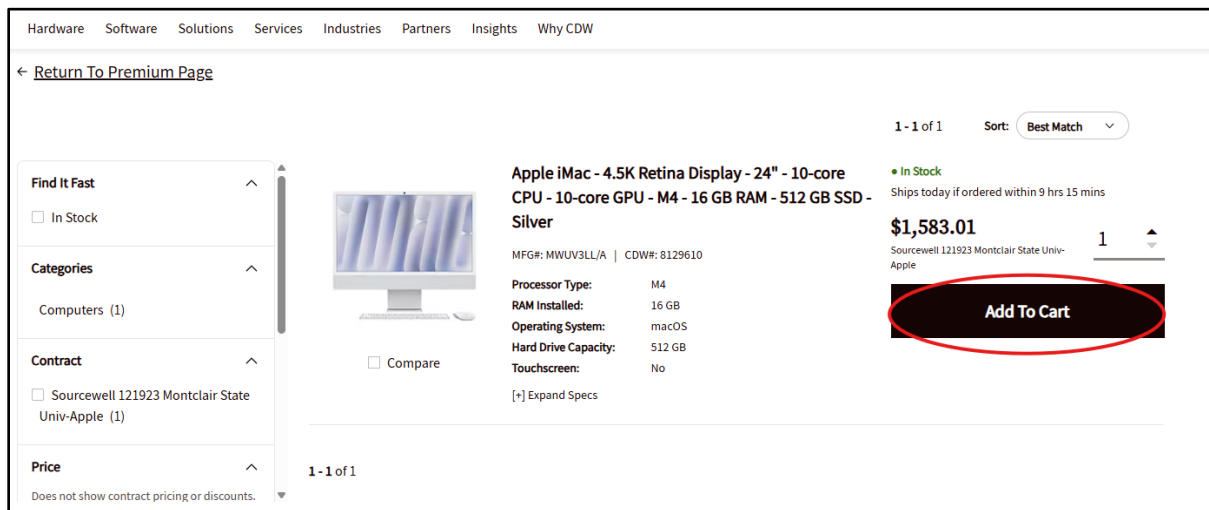 Hardware Software Solutions Services Industries Partners Insights Why CDW
← Return To Premium Page
1 - 1 of 1 Sort: Best Match
Find It Fast
In Stock
Categories
Computers (1)
Contract
Sourcewell 121923 Montclair State
Univ-Apple (1)
Price
Does not show contract pricing or discounts.
Compare
Apple iMac - 4.5K Retina Display - 24" - 10-core
CPU - 10-core GPU - M4 - 16 GB RAM - 512 GB SSD -
Silver
MFG#: MWUV3LL/A | CDW#: 8129610
Processor Type: M4
RAM Installed: 16 GB
Operating System: macOS
Hard Drive Capacity: 512 GB
Touchscreen: No
[+] Expand Specs
• In Stock
Ships today if ordered within 9 hrs 15 mins
$1,583.01
Sourcewell 121923 Montclair State Univ-
Apple
1
Add To Cart
1 - 1 of 1